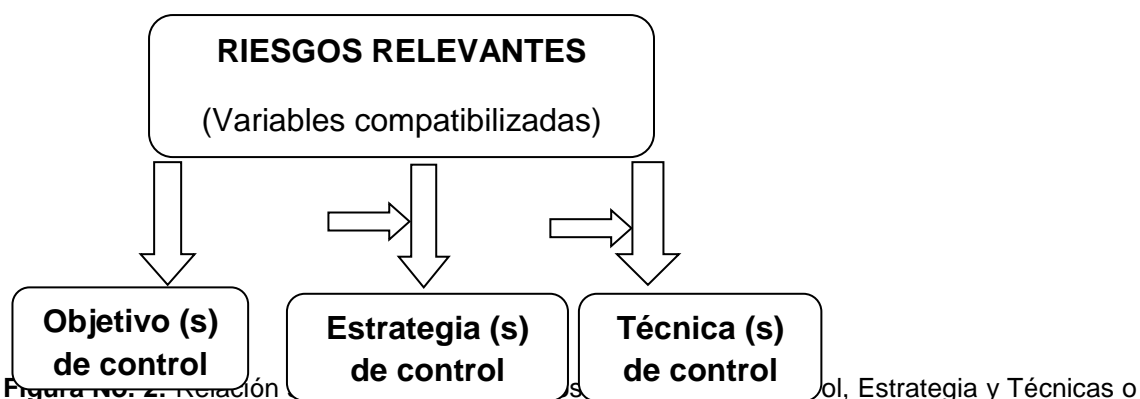 RIESGOS RELEVANTES
(Variables compatibilizadas)
Objetivo (s)
de control
Estrategia (s)
de control
Técnica (s)
de control
Figura No. 2: Relación ol, Estrategia y Técnicas o